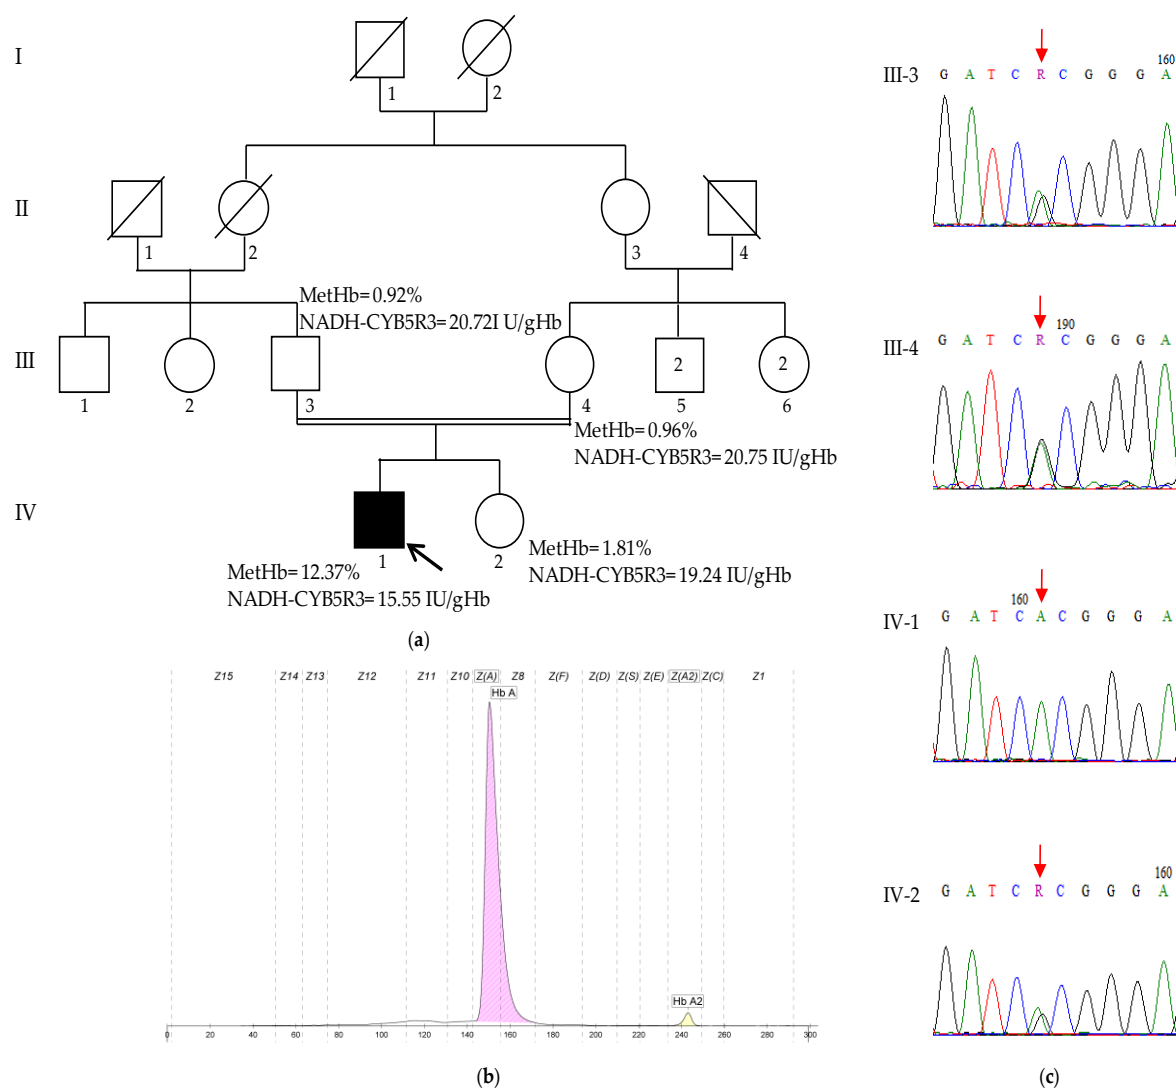 I
1
2
II
1
2
3
4
MetHb= 0.92%
NADH-CYB5R3= 20.72I U/gHb
III
2
2
1
2
3
4
5
6
MetHb= 0.96%
NADH-CYB5R3= 20.75 IU/gHb
IV
1
2
MetHb= 12.37%
NADH-CYB5R3= 15.55 IU/gHb
MetHb= 1.81%
NADH-CYB5R3= 19.24 IU/gHb
(a)
Z15 Z14 Z13 Z12 Z11 Z10 Z(A) Z8 Z(F) Z(D) Z(S) Z(E) Z(A2) Z(C) Z1
Hb A
Hb A2
0 20 40 60 80 100 120 140 160 180 200 220 240 260 280 300
(b)
160
III-3 G A T C R C G G G A
190
III-4 G A T C R C G G G A
160
IV-1 G A T C A C G G G A
160
IV-2 G A T C R C G G G A
(c)